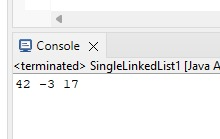 Console
<terminated> SingleLinkedList1 [Java A
42 -3 17